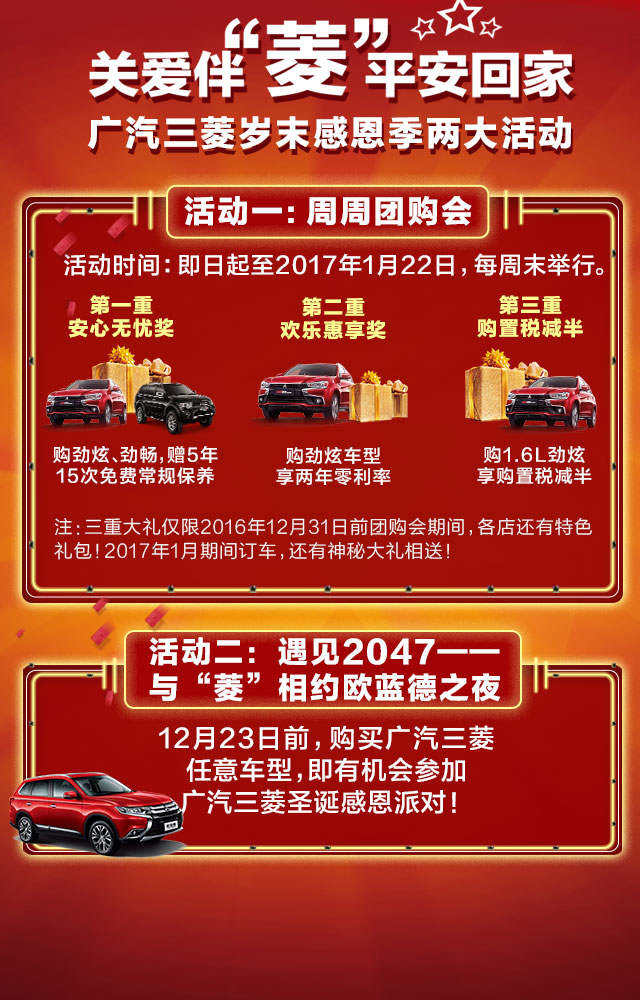 关爱伴“菱”平安回家
广汽三菱岁末感恩季两大活动
活动一：周周团购会
活动时间：即日起至2017年1月22日，每周末举行。
第一重
安心无忧奖
第二重
欢乐惠享奖
第三重
购置税减半
购劲炫、劲畅，赠5年
15次免费常规保养
购劲炫车型
享两年零利率
购1.6L劲炫
享购置税减半
注：三重大礼仅限2016年12月31日前团购会期间，各店还有特色
礼包！2017年1月期间订车，还有神秘大礼相送！
活动二：遇见2047——
与“菱”相约欧蓝德之夜
12月23日前，购买广汽三菱
任意车型，即有机会参加
广汽三菱圣诞感恩派对！